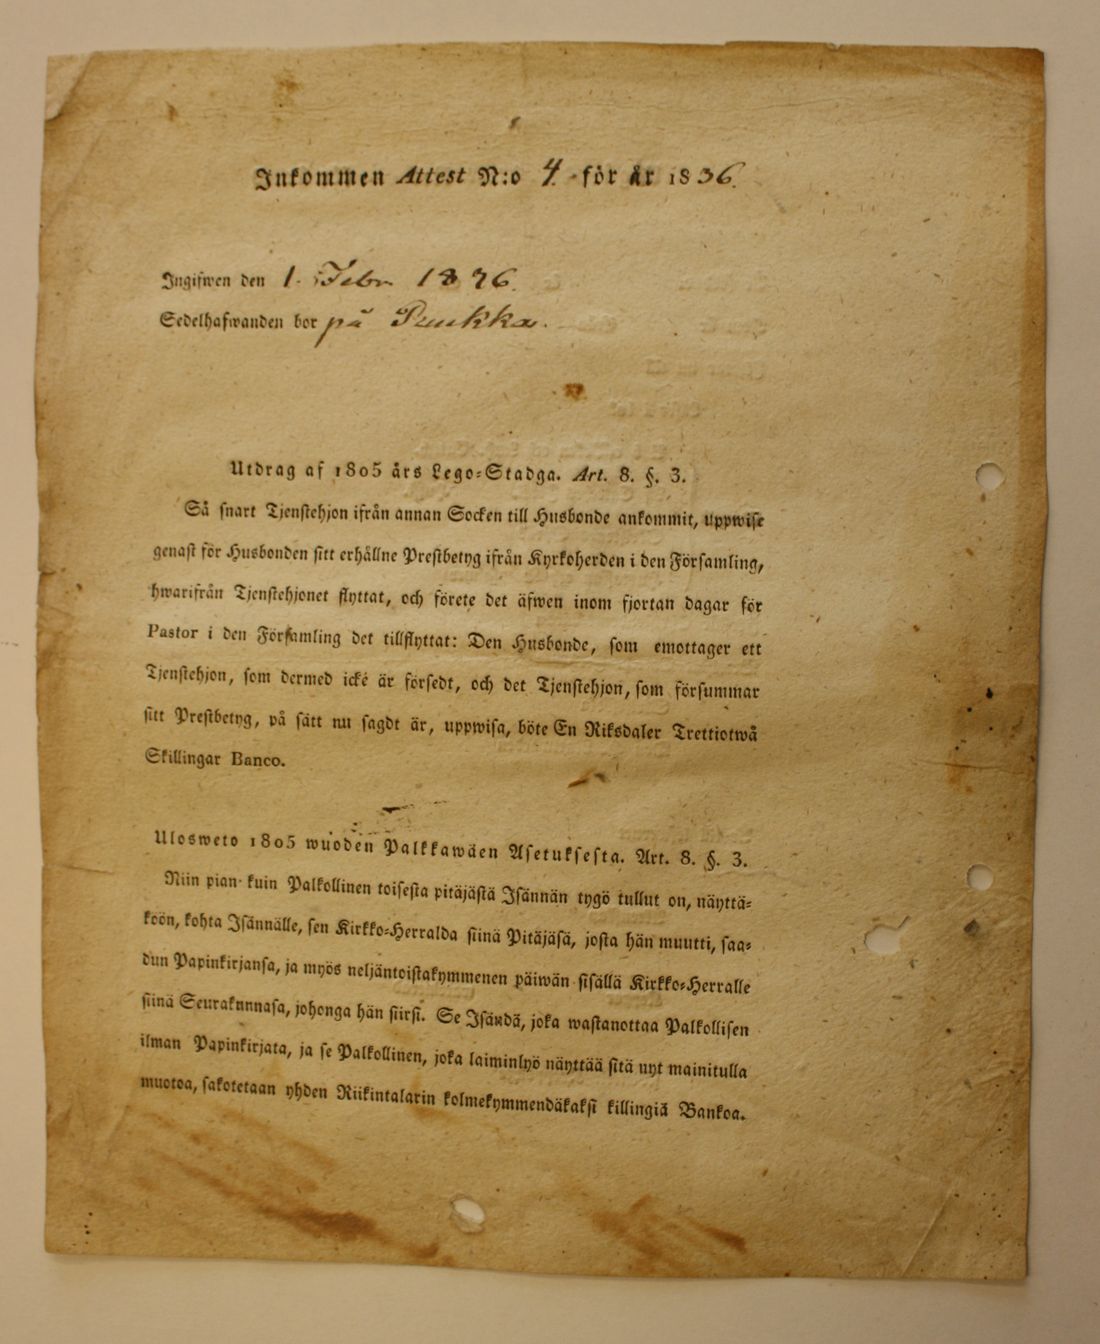 Inkommen Attest N:o 4. för år 1836.
Ingifwen den 1. Febr. 1836.
Sedelhafwanden bor på Punkka.
Utdrag af 1805 års Lego-Stadga. Art. 8. §. 3.
Så snart Tjenstehjon ifrån annan Socken till Husbonde ankommit, uppwise
genast för Husbonden sitt erhållne Prestbetyg ifrån Kyrkoherden i den Församling,
hwarifrån Tjenstehjonet flyttat, och förete det äfwen inom fjortan dagar för
Pastor i den Församling det tillflyttat: Den Husbonde, som emottager ett
Tjenstehjon, som dermed icke är försedt, och det Tjenstehjon, som försummar
sitt Prestbetyg, på sätt nu sagdt är, uppwisa, böte En Riksdaler Trettiotwå
Skillingar Banco.
Ulosweto 1805 wuoden Palkkawäen Asetuksesta. Art. 8. §. 3.
Niin pian kuin Palkollinen toisesta pitäjästä Isännän tygö tullut on, näyttä-
köön, kohta Isännälle, sen Kirkko-Herralda siinä Pitäjäsä, josta hän muutti, saa-
dun Papinkirjansa, ja myös neljäntoistakymmenen päiwän sisällä Kirkko-Herralle
siinä Seurakunnasa, johonga hän siirsi. Se Isändä, joka wastanottaa Palkollisen
ilman Papinkirjata, ja se Palkollinen, joka laiminlyö näyttää sitä nyt mainitulla
muotoa, sakotetaan yhden Riikintalarin kolmekymmendäkaksi killingiä Bankoa.